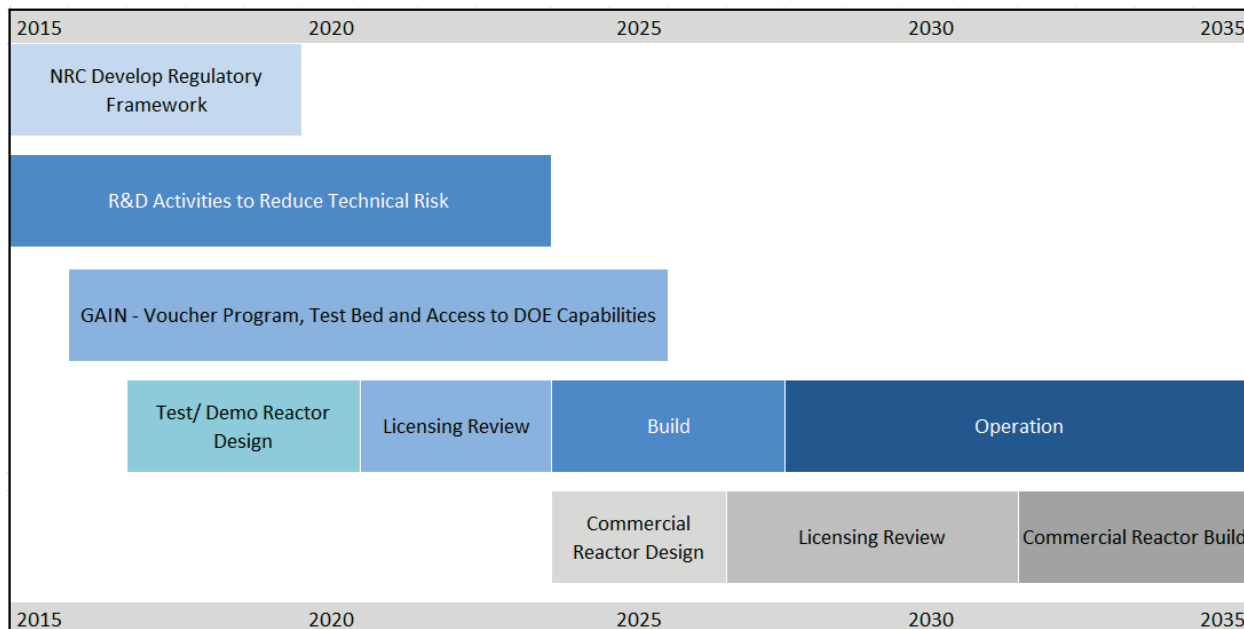 2015 2020 2025 2030 2035
NRC Develop Regulatory
Framework
R&D Activities to Reduce Technical Risk
GAIN - Voucher Program, Test Bed and Access to DOE Capabilities
Test/ Demo Reactor
Design
Licensing Review
Build
Operation
Commercial
Reactor Design
Licensing Review
Commercial Reactor Build
2015 2020 2025 2030 2035